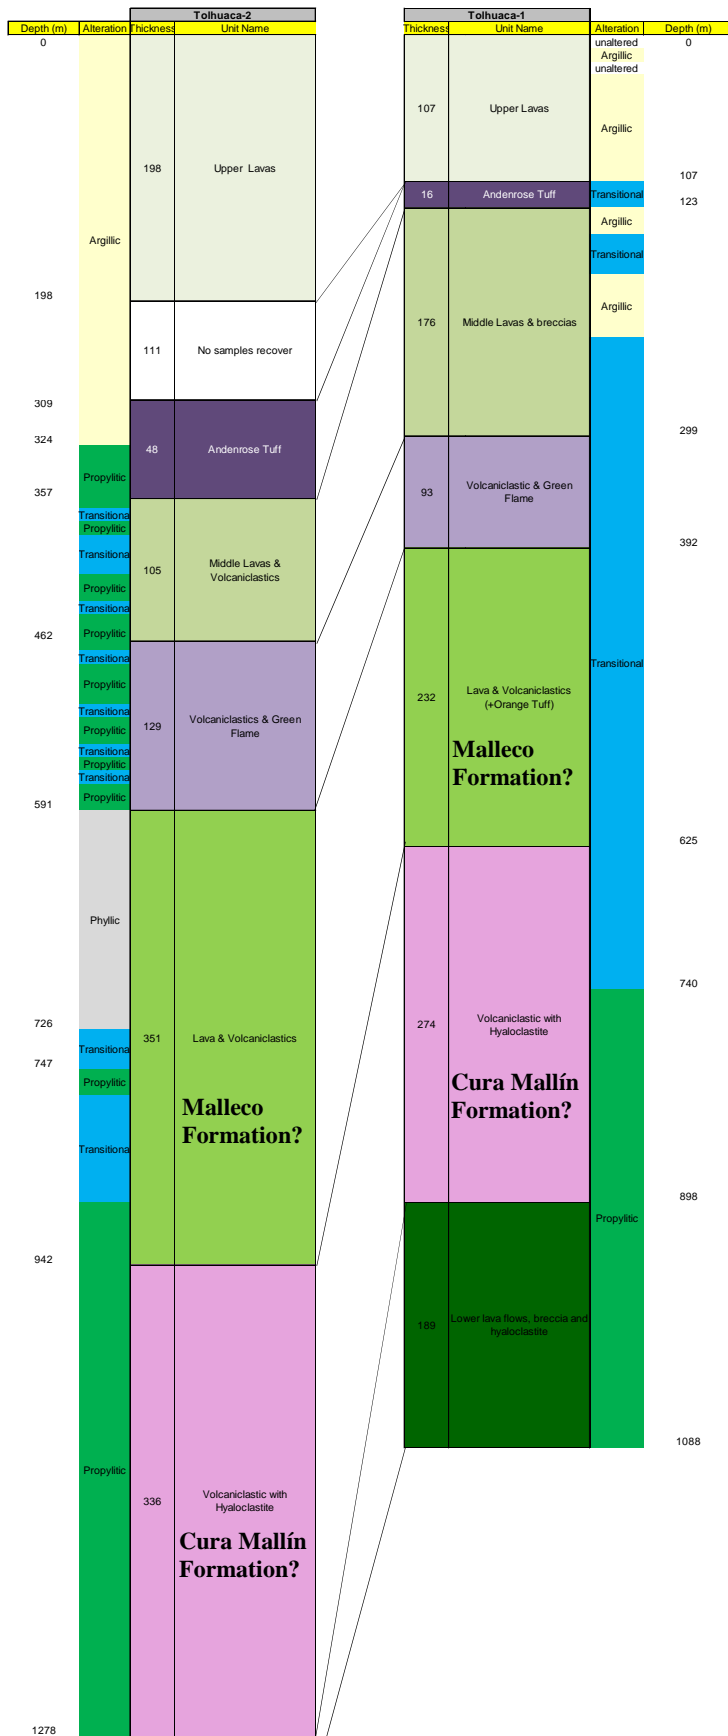 Tolhuaca-2
Depth (m) Alteration Thickness Unit Name
0
Argillic
198 Upper Lavas
198
111 No samples recover
309
324
48 Andenrose Tuff
Propylitic
357
Transitiona
Propylitic
Transitiona
105 Middle Lavas &
Volcaniclastics
Propylitic
Transitiona
Propylitic
462
Transitiona
Propylitic
Transitiona
129 Volcaniclastics & Green
Flame
Propylitic
Transitiona
Propylitic
Transitiona
Propylitic
591
Phyllic
726
351 Lava & Volcaniclastics
Transitiona
747
Propylitic
Malleco
Formation?
Transitiona
942
Propylitic
336 Volcaniclastic with
Hyaloclastite
Cura Mallín
Formation?
1278
Tolhuaca-1
Thickness Unit Name Alteration Depth (m)
unaltered 0
Argillic
unaltered
107 Upper Lavas
Argillic
107
16 Andenrose Tuff Transitional
123
Argillic
Transitional
Argillic
176 Middle Lavas & breccias
299
93 Volcaniclastic & Green
Flame
392
Transitional
232 Lava & Volcaniclastics
(+Orange Tuff)
Malleco
Formation?
625
740
274 Volcaniclastic with
Hyaloclastite
Cura Mallín
Formation?
898
Propylitic
189 Lower lava flows, breccia and
hyaloclastite
1088